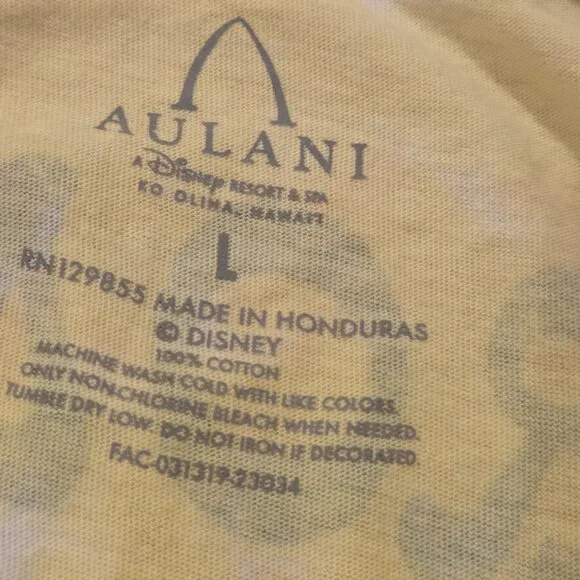 AULANI
A Disney RESORT & SPA
KO OLINA, HAWAI'I
L
RN129855 MADE IN HONDURAS
© DISNEY
100% COTTON
MACHINE WASH COLD WITH LIKE COLORS.
ONLY NON-CHLORINE BLEACH WHEN NEEDED.
TUMBLE DRY LOW. DO NOT IRON IF DECORATED.
FAC-031319-23034